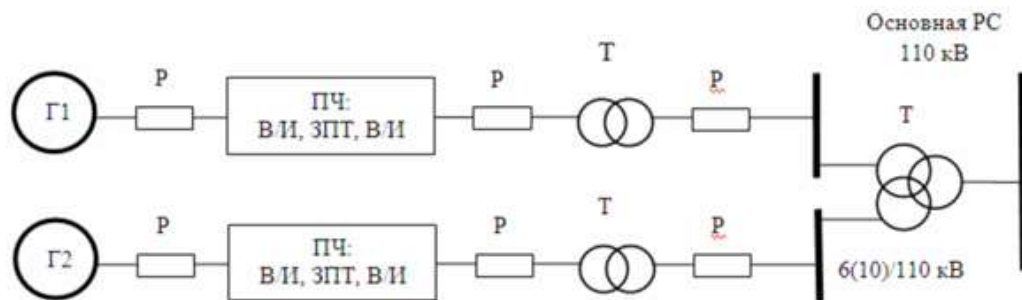 Основная РС
110 кВ
Р
Р
Т
Р
Г1
ПЧ:
В/И, ЗПТ, В/И
Т
Р
Р
Т
Р
Г2
ПЧ:
В/И, ЗПТ, В/И
6(10)/110 кВ